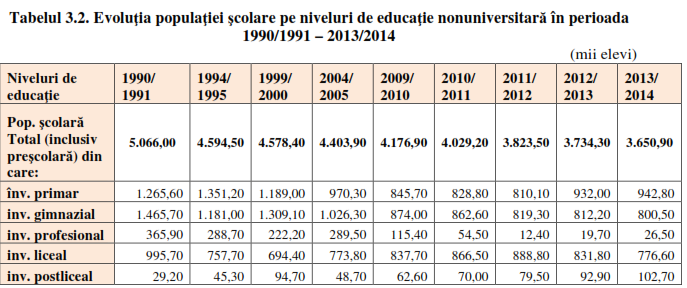 Tabelul 3.2. Evoluţia populaţiei şcolare pe niveluri de educaţie nonuniversitară în perioada
1990/1991 – 2013/2014
(mii elevi)
Niveluri de educaţie 1990/1991 1994/1995 1999/2000 2004/2005 2009/2010 2010/2011 2011/2012 2012/2013 2013/2014
Pop. şcolară
Total (inclusiv
preşcolară) din
care: 5.066,00 4.594,50 4.578,40 4.403,90 4.176,90 4.029,20 3.823,50 3.734,30 3.650,90
înv. primar 1.265,60 1.351,20 1.189,00 970,30 845,70 828,80 810,10 932,00 942,80
inv. gimnazial 1.465,70 1.181,00 1.309,10 1.026,30 874,00 862,60 819,30 812,20 800,50
inv. profesional 365,90 288,70 222,20 289,50 115,40 54,50 12,40 19,70 26,50
inv. liceal 995,70 757,70 694,40 773,80 837,70 866,50 888,80 831,80 776,60
inv. postliceal 29,20 45,30 94,70 48,70 62,60 70,00 79,50 92,90 102,70